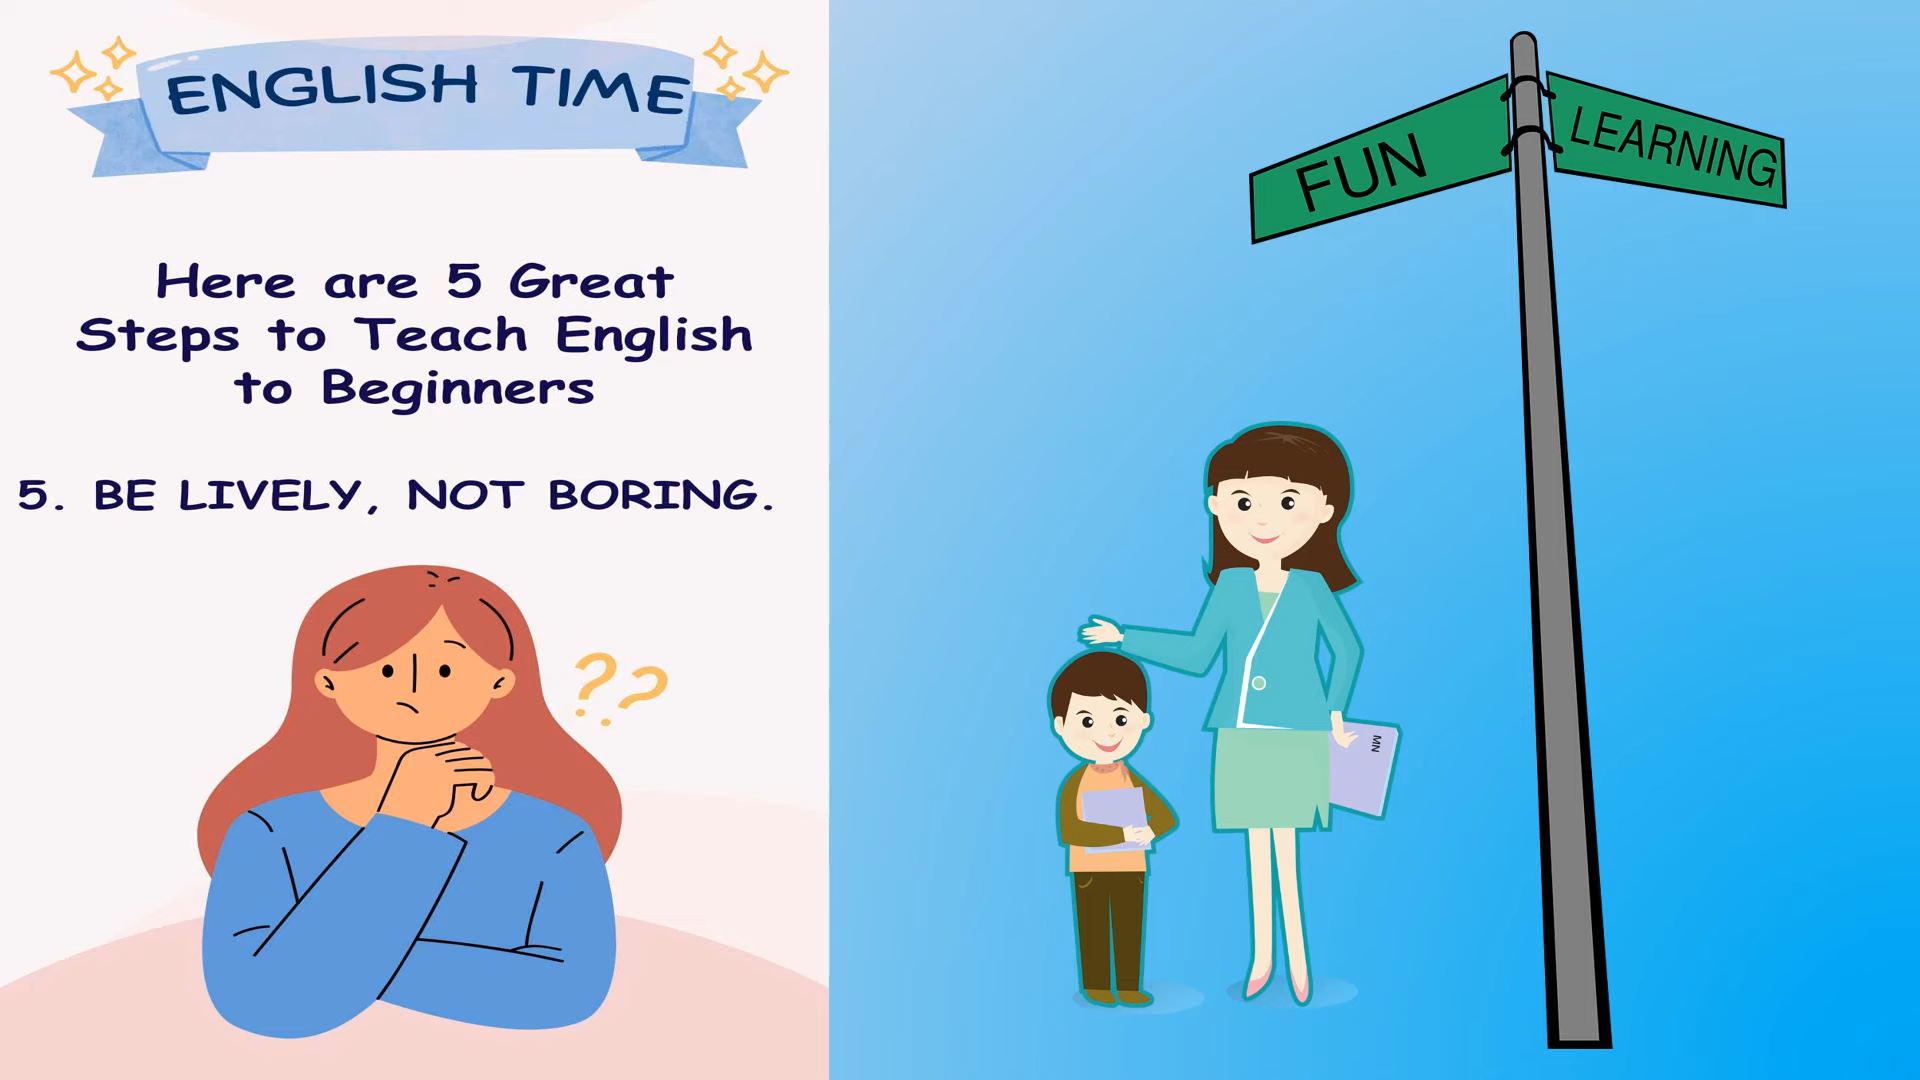 ENGLISH TIME
Here are 5 Great
Steps to Teach English
to Beginners
5. BE LIVELY, NOT BORING.
??
FUN
LEARNING
MN